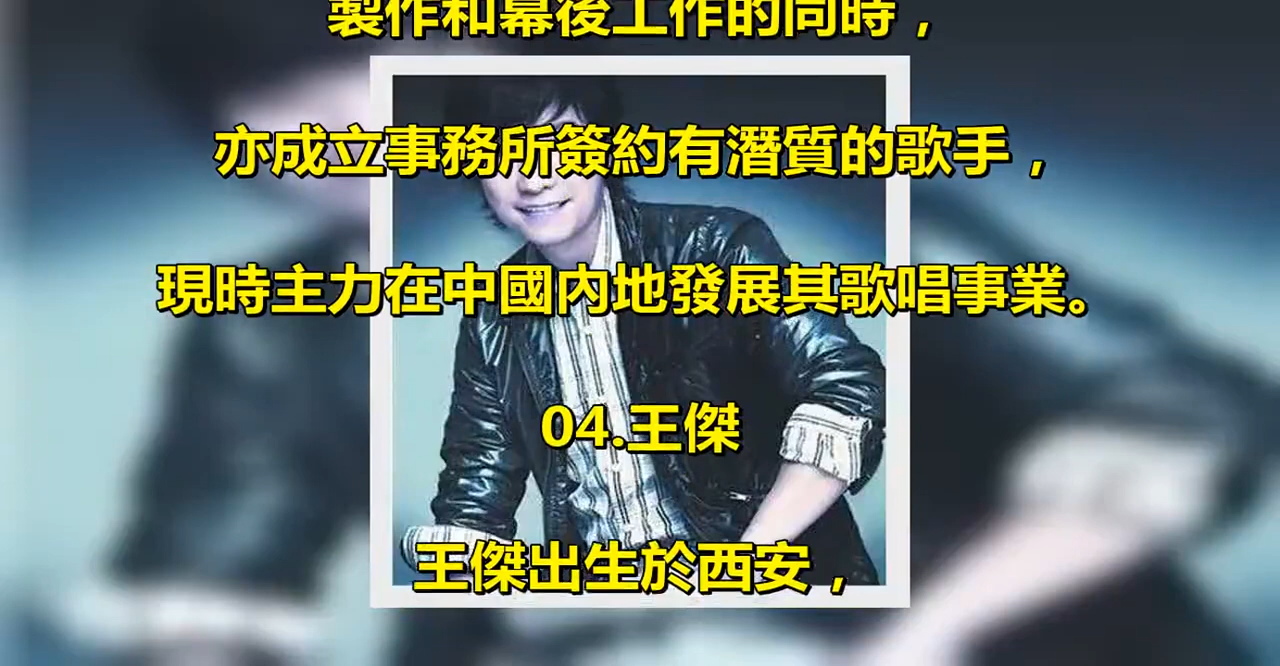 製作和幕後工作的同時，
亦成立事務所簽約有潛質的歌手，
現時主力在中國內地發展其歌唱事業。
04.王傑
王傑出生於西安，